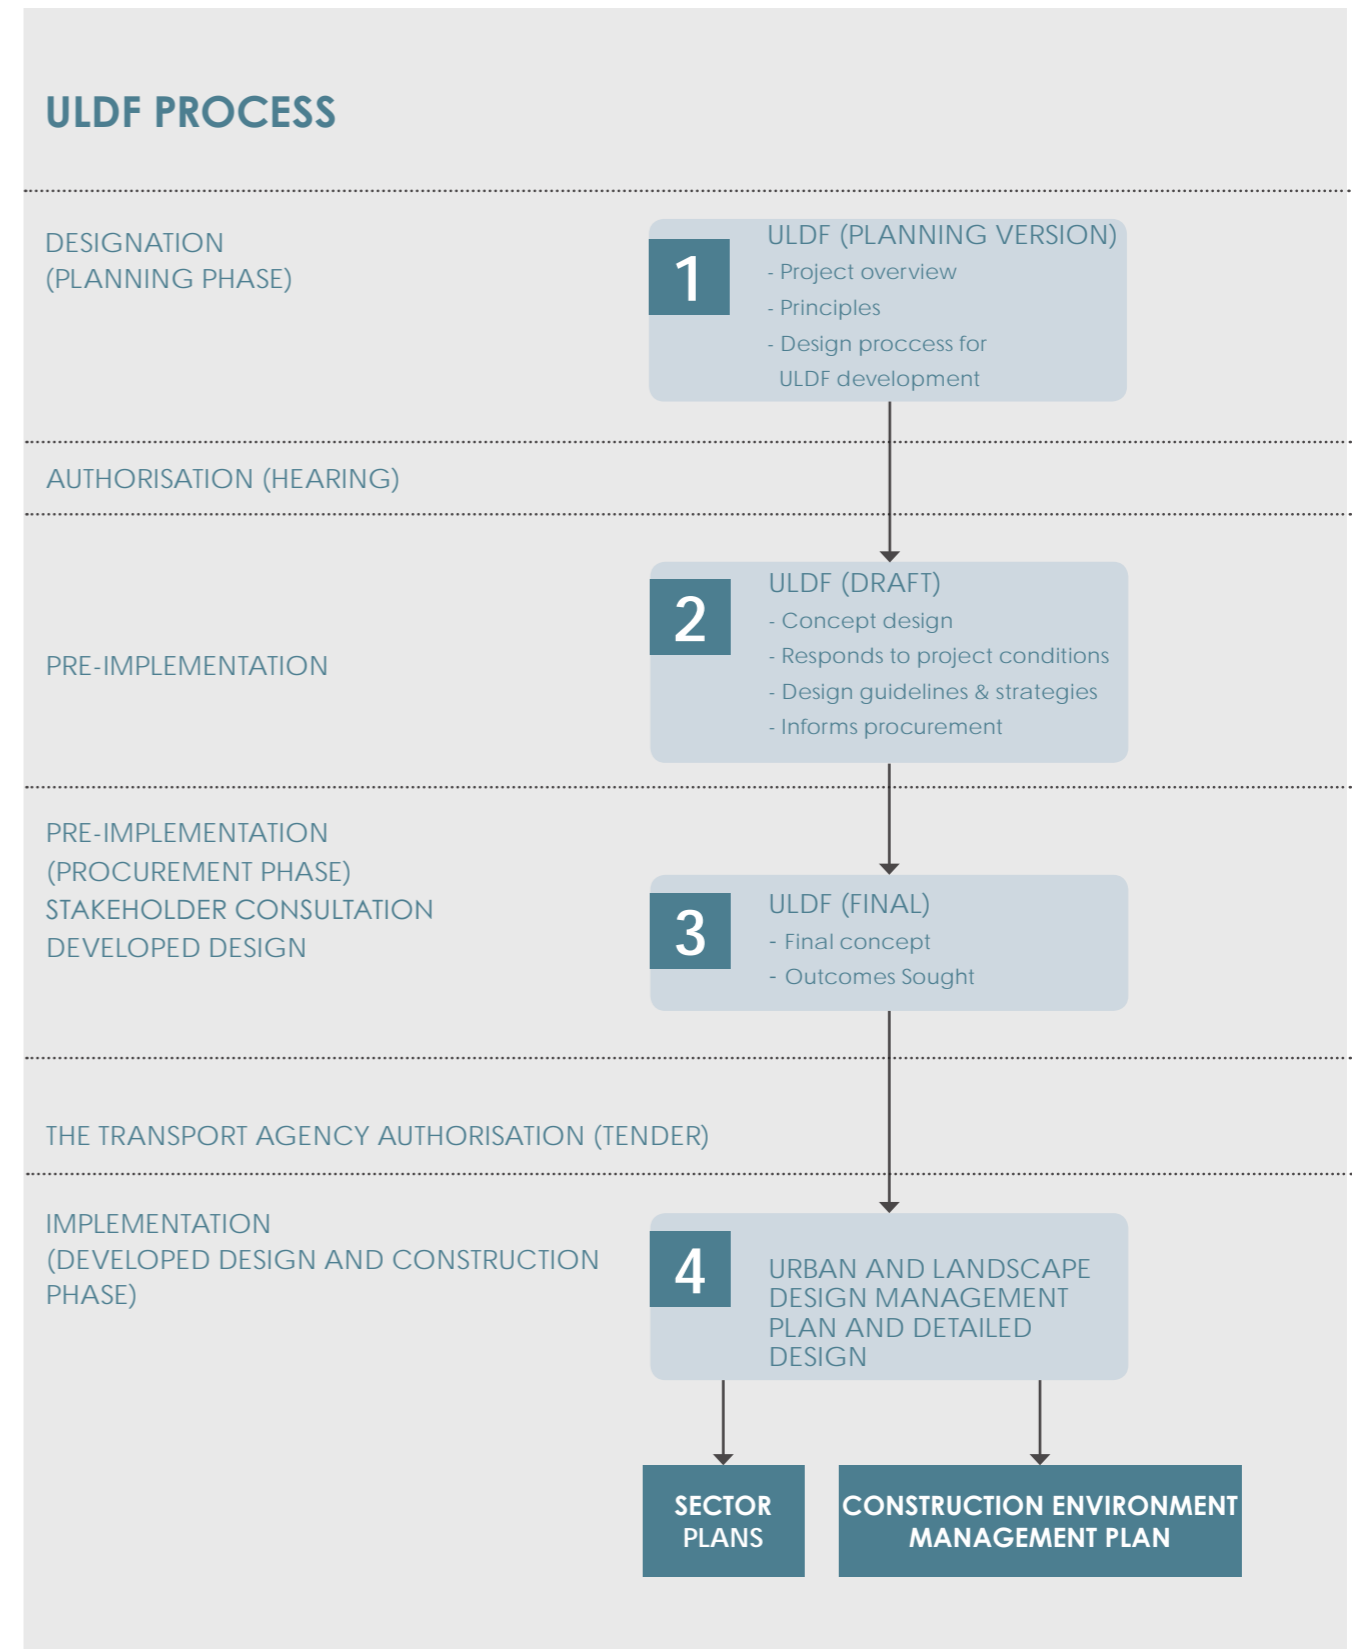 ULDF PROCESS
DESIGNATION
(PLANNING PHASE)
1
ULDF (PLANNING VERSION)
- Project overview
- Principles
- Design proccess for
ULDF development
AUTHORISATION (HEARING)
PRE-IMPLEMENTATION
2
ULDF (DRAFT)
- Concept design
- Responds to project conditions
- Design guidelines & strategies
- Informs procurement
PRE-IMPLEMENTATION
(PROCUREMENT PHASE)
STAKEHOLDER CONSULTATION
DEVELOPED DESIGN
3
ULDF (FINAL)
- Final concept
- Outcomes Sought
THE TRANSPORT AGENCY AUTHORISATION (TENDER)
IMPLEMENTATION
(DEVELOPED DESIGN AND CONSTRUCTION
PHASE)
4
URBAN AND LANDSCAPE
DESIGN MANAGEMENT
PLAN AND DETAILED
DESIGN
SECTOR
PLANS
CONSTRUCTION ENVIRONMENT
MANAGEMENT PLAN